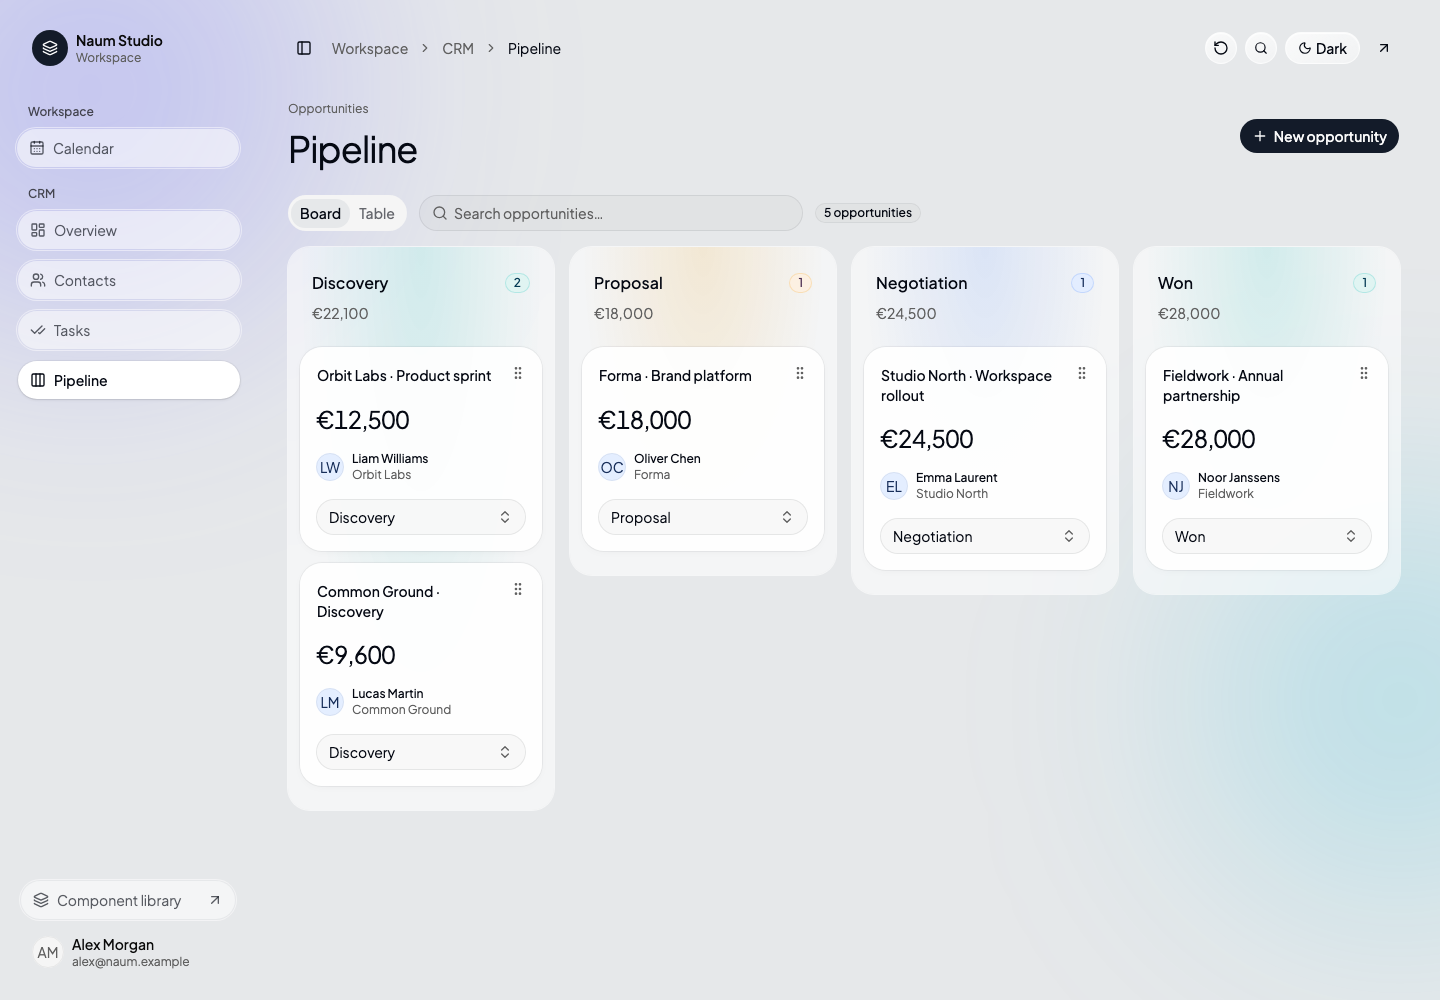 Naum Studio
Workspace
Workspace
Calendar
CRM
Overview
Contacts
Tasks
Pipeline
Component library
AM
Alex Morgan
alex@naum.example
Workspace > CRM > Pipeline
Dark
Opportunities
Pipeline
New opportunity
Board
Table
Search opportunities...
5 opportunities
Discovery
2
€22,100
Orbit Labs · Product sprint
€12,500
LW
Liam Williams
Orbit Labs
Discovery
Common Ground ·
Discovery
€9,600
LM
Lucas Martin
Common Ground
Discovery
Proposal
1
€18,000
Forma · Brand platform
€18,000
OC
Oliver Chen
Forma
Proposal
Negotiation
1
€24,500
Studio North · Workspace
rollout
€24,500
EL
Emma Laurent
Studio North
Negotiation
Won
1
€28,000
Fieldwork · Annual
partnership
€28,000
NJ
Noor Janssens
Fieldwork
Won